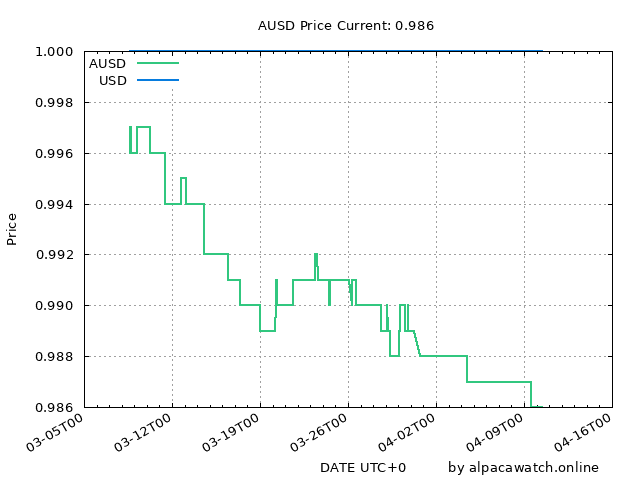 AUSD Price Current: 0.986
1.000
AUSD
USD
0.998
0.996
0.994
0.992
0.990
0.988
0.986
Price
03-05T00
03-12T00
03-19T00
03-26T00
04-02T00
04-09T00
04-16T00
DATE UTC+0
by alpacawatch.online